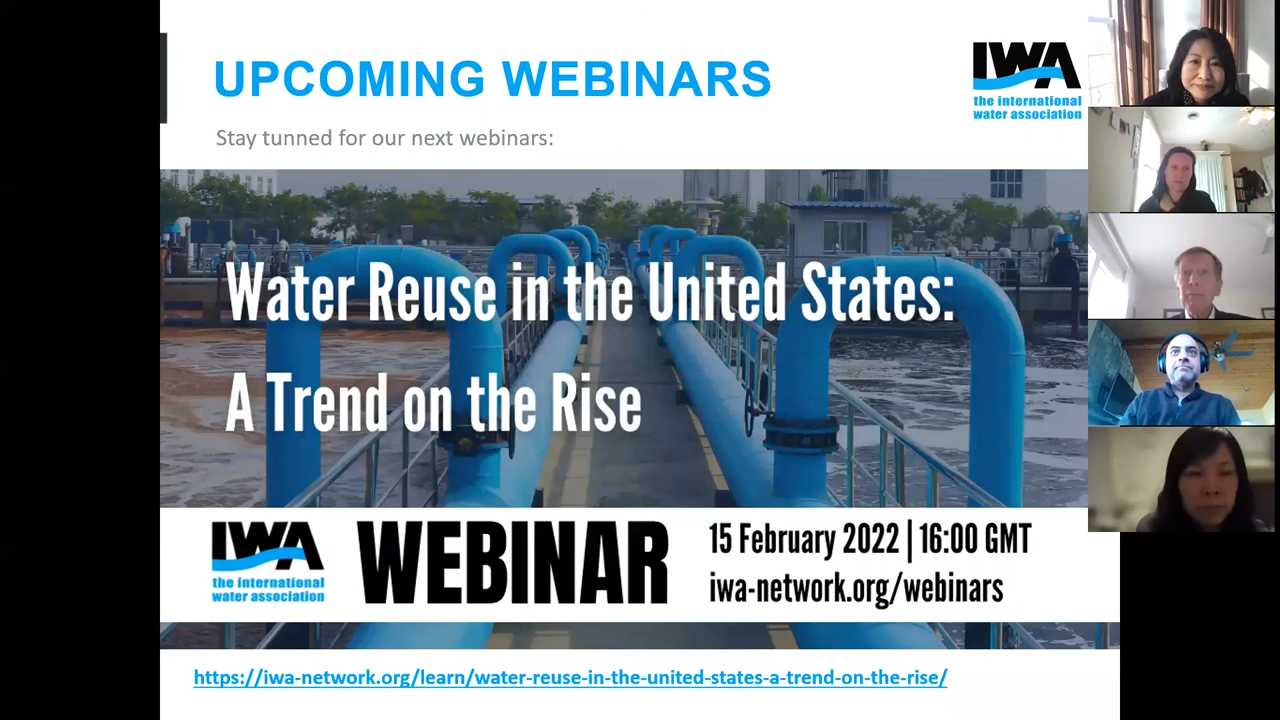 UPCOMING WEBINARS
Stay tunned for our next webinars:
IWA
the international
water association
Water Reuse in the United States:
A Trend on the Rise
IWA
the international
water association
WEBINAR
15 February 2022 | 16:00 GMT
iwa-network.org/webinars
https://iwa-network.org/learn/water-reuse-in-the-united-states-a-trend-on-the-rise/